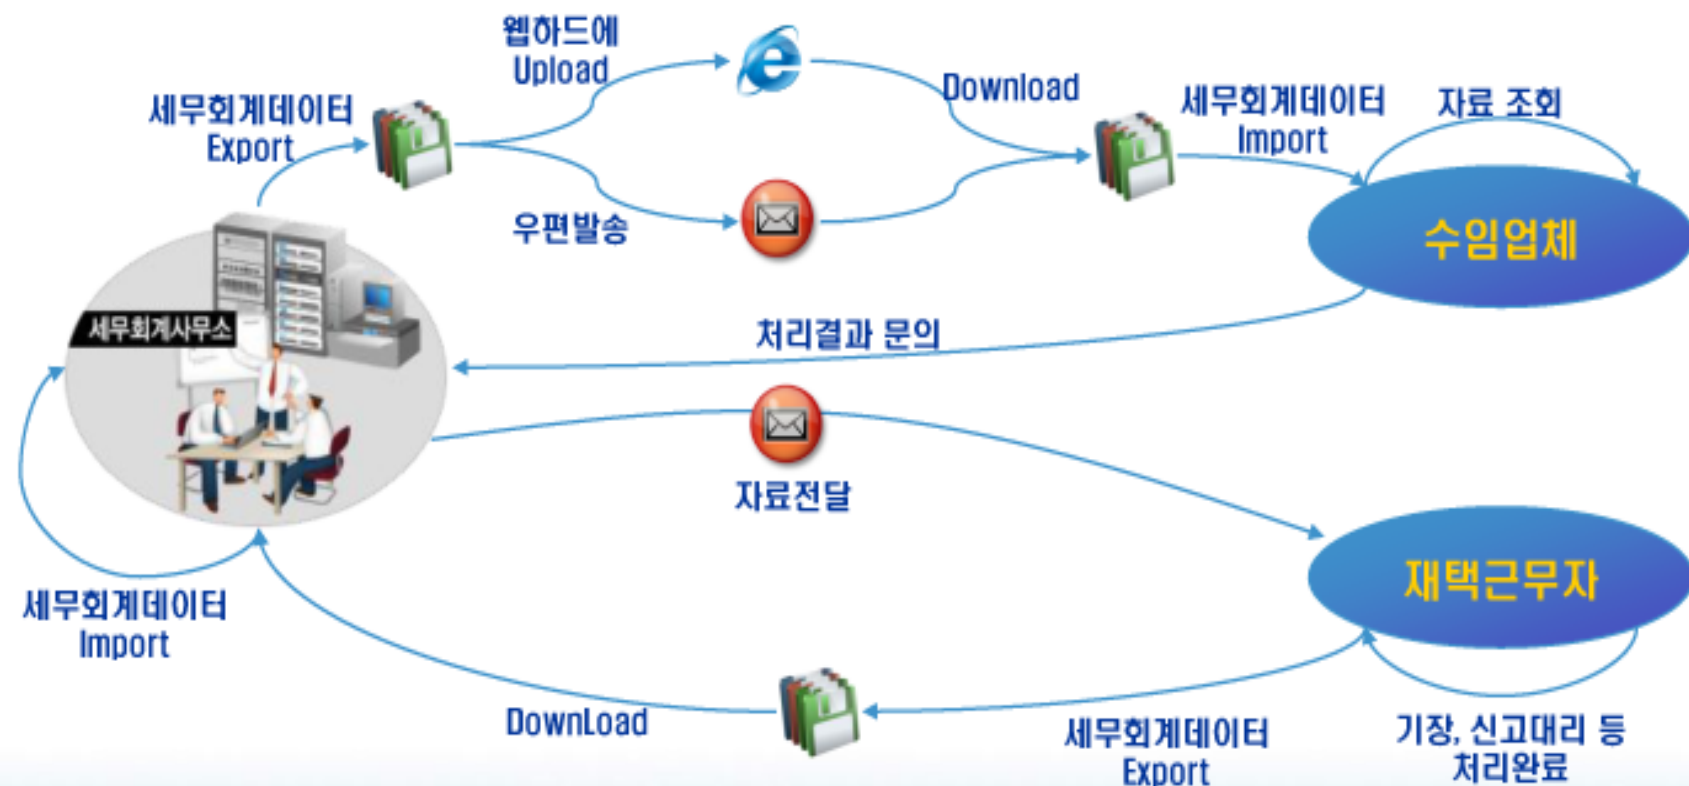 웹하드에
Upload
Download
세무회계데이터
Export
세무회계데이터
Import
자료 조회
우편발송
수임업체
세무회계사무소
처리결과 문의
자료전달
재택근무자
세무회계데이터
Import
DownLoad
세무회계데이터
Export
기장, 신고대리 등
처리완료